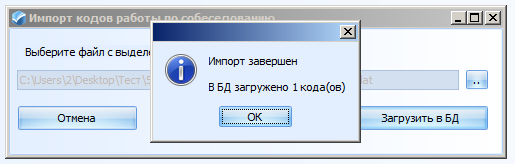 Импорт кодов работы по собеседованию
Выберите файл с выделе
C:\Users\2\Desktop\Тест\
Импорт завершен
В БД загружено 1 кода(ов)
OK
..
Отмена
Загрузить в БД